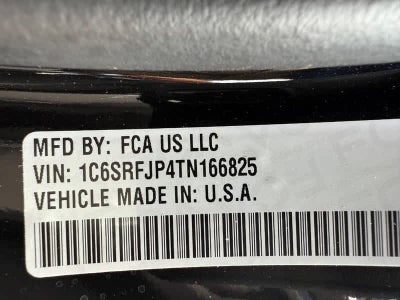 MFD BY: FCA US LLC
VIN: 1C6SRFJP4TN166825
VEHICLE MADE IN: U.S.A.